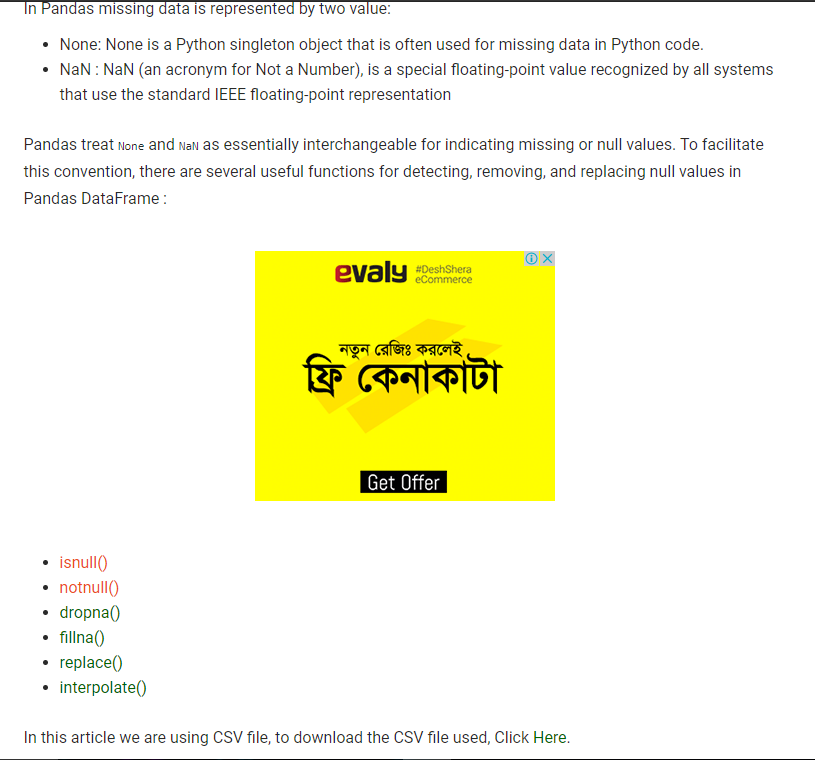 In Pandas missing data is represented by two value:
None: None is a Python singleton object that is often used for missing data in Python code.
NaN : NaN (an acronym for Not a Number), is a special floating-point value recognized by all systems
that use the standard IEEE floating-point representation
Pandas treat None and NaN as essentially interchangeable for indicating missing or null values. To facilitate
this convention, there are several useful functions for detecting, removing, and replacing null values in
Pandas DataFrame :
evaly #DeshShera
eCommerce
নতুন রেজিঃ করলেই
ফ্রি কেনাকাটা
Get Offer
isnull()
notnull()
dropna()
fillna()
replace()
interpolate()
In this article we are using CSV file, to download the CSV file used, Click Here.